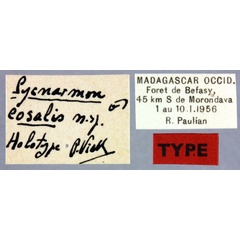 Lycnarmon ♂
eosalis n.sp.
Holotype P. Viette
MADAGASCAR OCCID.
Foret de Befasy,
45 km S de Morondava
1 au 10.I.1956
R. Paulian
TYPE